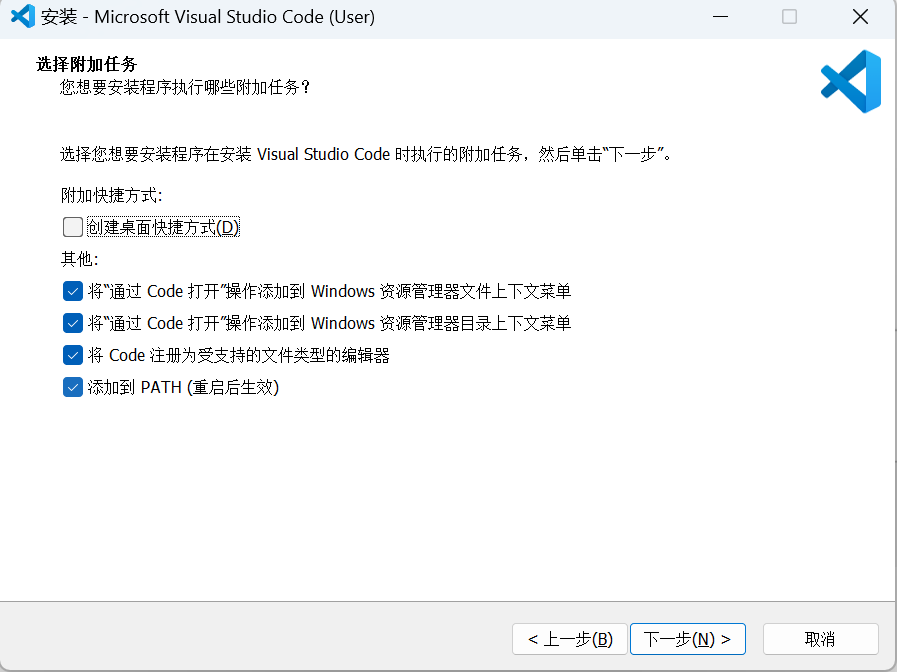 安装 - Microsoft Visual Studio Code (User)
选择附加任务
您想要安装程序执行哪些附加任务？
选择您想要安装程序在安装 Visual Studio Code 时执行的附加任务，然后单击“下一步”。
附加快捷方式:
创建桌面快捷方式(D)
其他:
将“通过 Code 打开”操作添加到 Windows 资源管理器文件上下文菜单
将“通过 Code 打开”操作添加到 Windows 资源管理器目录上下文菜单
将 Code 注册为受支持的文件类型的编辑器
添加到 PATH (重启后生效)
< 上一步(B) 下一步(N) > 取消